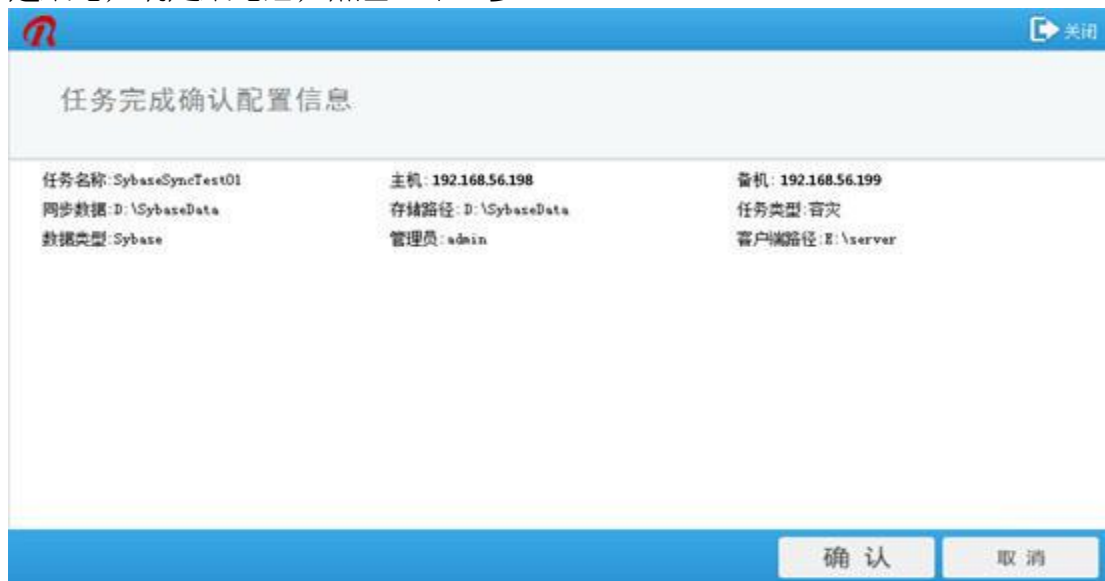 关闭
任务完成确认配置信息
任务名称:SybaseSyncTest01 主机:192.168.56.198 备机:192.168.56.199
同步数据:D:\SybaseData 存储路径:D:\SybaseData 任务类型:容灾
数据类型:Sybase 管理员:admin 客户端路径:E:\server
确 认 取 消